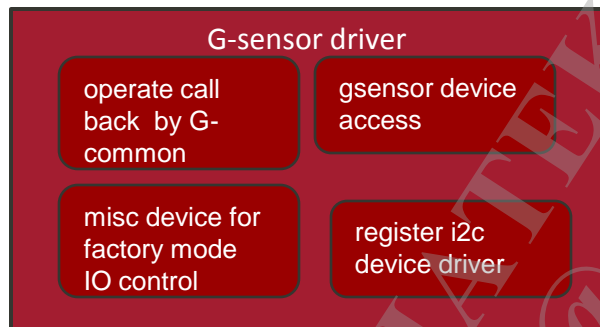 G-sensor driver
operate call
back by G-
common
gsensor device
access
misc device for
factory mode
IO control
register i2c
device driver